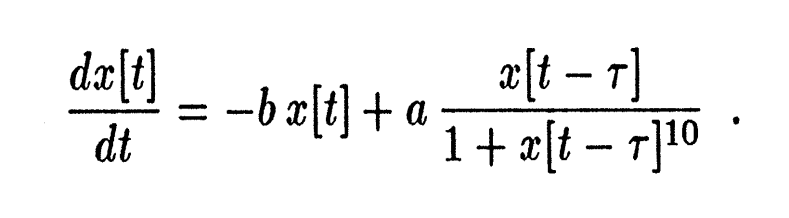 dx[t]/dt = -b x[t] + a x[t - τ]/(1 + x[t - τ]^10) .